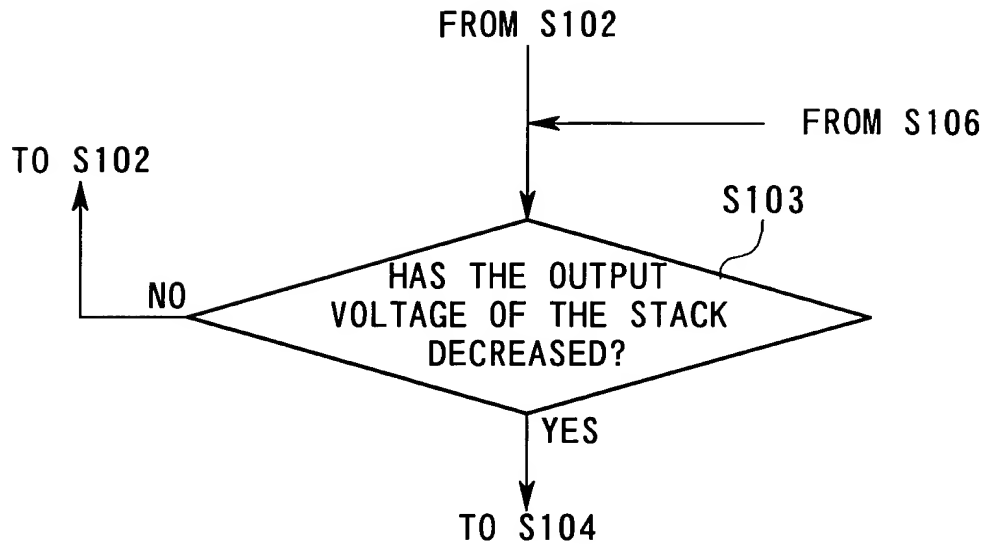 FROM S102
FROM S106
TO S102
S103
HAS THE OUTPUT
VOLTAGE OF THE STACK
DECREASED?
NO
YES
TO S104